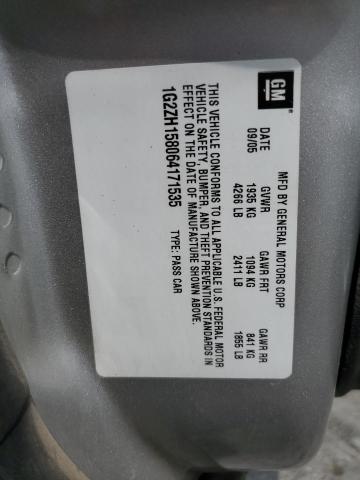 GM
MFD BY GENERAL MOTORS CORP
DATE GVWR GAWR FRT GAWR RR
09/05 1935 KG 1094 KG 841 KG
4266 LB 2411 LB 1855 LB
THIS VEHICLE CONFORMS TO ALL APPLICABLE U.S. FEDERAL MOTOR
VEHICLE SAFETY, BUMPER, AND THEFT PREVENTION STANDARDS IN
EFFECT ON THE DATE OF MANUFACTURE SHOWN ABOVE.
1G2ZH158064171535 TYPE: PASS CAR